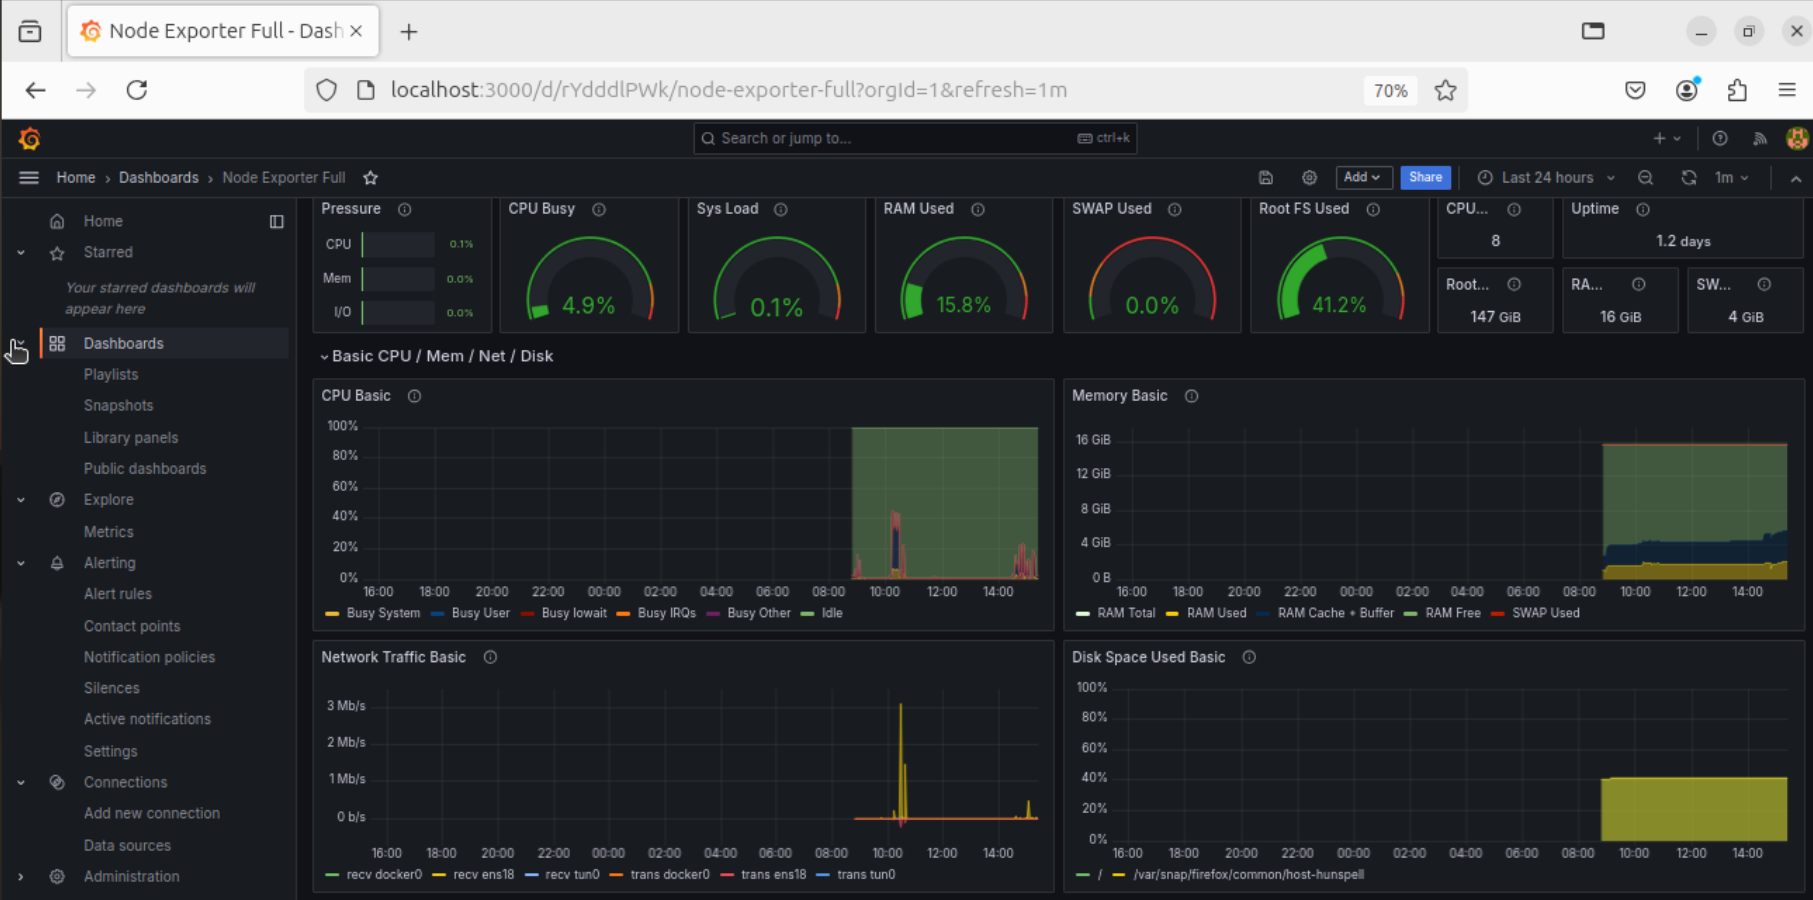 Node Exporter Full - Dash
localhost:3000/d/rYdddlPWk/node-exporter-full?orgId=1&refresh=1m
70%
Search or jump to...
ctrl+k
Home › Dashboards › Node Exporter Full
Add
Share
Last 24 hours
1m
Home
Starred
Your starred dashboards will
appear here
Dashboards
Playlists
Snapshots
Library panels
Public dashboards
Explore
Metrics
Alerting
Alert rules
Contact points
Notification policies
Silences
Active notifications
Settings
Connections
Add new connection
Data sources
Administration
Pressure
CPU 0.1%
Mem 0.0%
I/O 0.0%
CPU Busy
4.9%
Sys Load
0.1%
RAM Used
15.8%
SWAP Used
0.0%
Root FS Used
41.2%
CPU...
8
Uptime
1.2 days
Root...
147 GiB
RA...
16 GiB
SW...
4 GiB
Basic CPU / Mem / Net / Disk
CPU Basic
100%
80%
60%
40%
20%
0%
16:00 18:00 20:00 22:00 00:00 02:00 04:00 06:00 08:00 10:00 12:00 14:00
Busy System Busy User Busy Iowait Busy IRQs Busy Other Idle
Memory Basic
16 GiB
12 GiB
8 GiB
4 GiB
0 B
16:00 18:00 20:00 22:00 00:00 02:00 04:00 06:00 08:00 10:00 12:00 14:00
RAM Total RAM Used RAM Cache + Buffer RAM Free SWAP Used
Network Traffic Basic
3 Mb/s
2 Mb/s
1 Mb/s
0 b/s
16:00 18:00 20:00 22:00 00:00 02:00 04:00 06:00 08:00 10:00 12:00 14:00
recv docker0 recv ens18 recv tun0 trans docker0 trans ens18 trans tun0
Disk Space Used Basic
100%
80%
60%
40%
20%
0%
16:00 18:00 20:00 22:00 00:00 02:00 04:00 06:00 08:00 10:00 12:00 14:00
/ /var/snap/firefox/common/host-hunspell